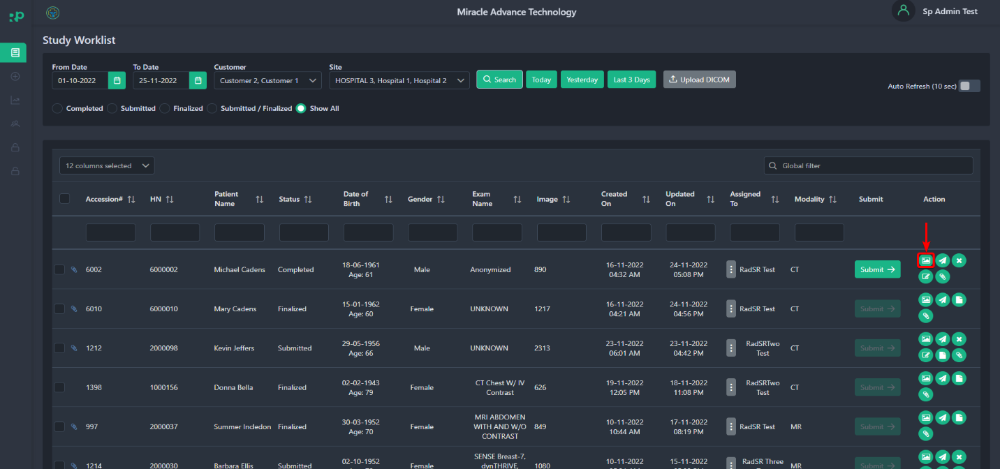 Miracle Advance Technology
Sp Admin Test
Study Worklist
From Date To Date Customer Site
01-10-2022 25-11-2022 Customer 2, Customer 1 HOSPITAL 3, Hospital 1, Hospital 2 Search Today Yesterday Last 3 Days Upload DICOM
Auto Refresh (10 sec)
Completed Submitted Finalized Submitted / Finalized Show All
12 columns selected Global filter
Accession# HN Patient Name Status Date of Birth Gender Exam Name Image Created On Updated On Assigned To Modality Submit Action
6002 6000002 Michael Cadens Completed 18-06-1961 Age: 61 Male Anonymized 890 16-11-2022 04:32 AM 24-11-2022 05:08 PM RadSR Test CT Submit
6010 6000010 Mary Cadens Finalized 15-01-1962 Age: 60 Female UNKNOWN 1217 16-11-2022 04:21 AM 24-11-2022 04:56 PM RadSR Test CT Submit
1212 2000098 Kevin Jeffers Submitted 29-05-1956 Age: 66 Male UNKNOWN 2313 23-11-2022 06:01 AM 23-11-2022 04:42 PM RadSRTwo Test CT Submit
1398 1000156 Donna Bella Finalized 02-02-1943 Age: 79 Female CT Chest W/ IV Contrast 626 19-11-2022 12:05 PM 18-11-2022 11:08 PM RadSRTwo Test CT Submit
997 2000037 Summer Incledon Finalized 30-03-1952 Age: 70 Female MRI ABDOMEN WITH AND W/O CONTRAST 849 10-11-2022 10:44 AM 17-11-2022 08:19 PM RadSR Test MR Submit
1214 2000100 Barbara Ellis Submitted 02-10-1952 Female SENSE Breast-7, dynTHRIVE, 1080 10-11-2022 15-11-2022 RadSR Three MR Submit